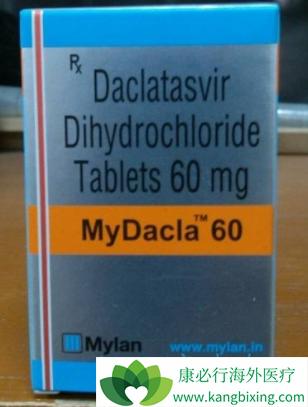 Rx
Daclatasvir
Dihydrochloride
Tablets 60 mg
MyDacla™ 60
Mylan
www.mylan.in
康必行海外医疗
www.kangbixing.com